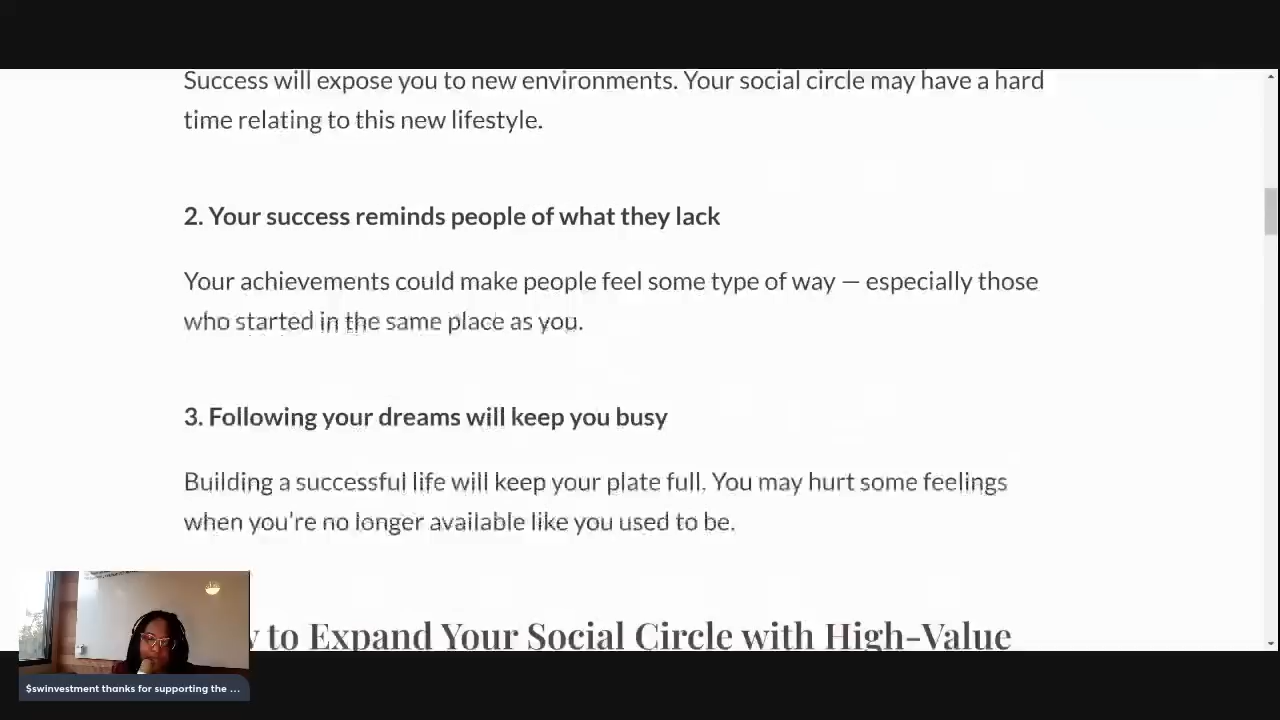 Success will expose you to new environments. Your social circle may have a hard
time relating to this new lifestyle.
2. Your success reminds people of what they lack
Your achievements could make people feel some type of way — especially those
who started in the same place as you.
3. Following your dreams will keep you busy
Building a successful life will keep your plate full. You may hurt some feelings
when you're no longer available like you used to be.
to Expand Your Social Circle with High-Value
$swinvestment thanks for supporting the ...